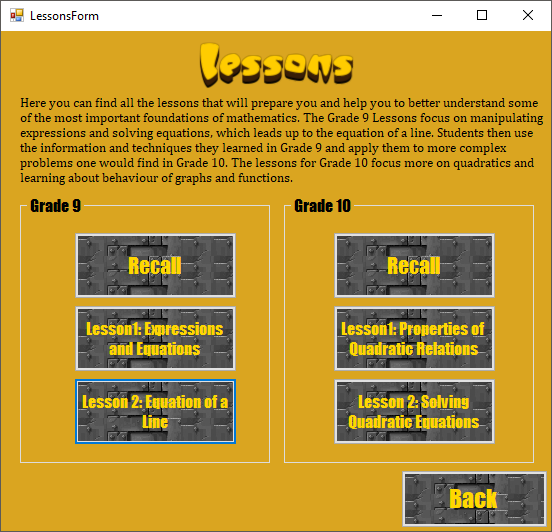 LessonsForm
Lessons
Here you can find all the lessons that will prepare you and help you to better understand some
of the most important foundations of mathematics. The Grade 9 Lessons focus on manipulating
expressions and solving equations, which leads up to the equation of a line. Students then use
the information and techniques they learned in Grade 9 and apply them to more complex
problems one would find in Grade 10. The lessons for Grade 10 focus more on quadratics and
learning about behaviour of graphs and functions.
Grade 9
Recall
Lesson1: Expressions
and Equations
Lesson 2: Equation of a
Line
Grade 10
Recall
Lesson1: Properties of
Quadratic Relations
Lesson 2: Solving
Quadratic Equations
Back